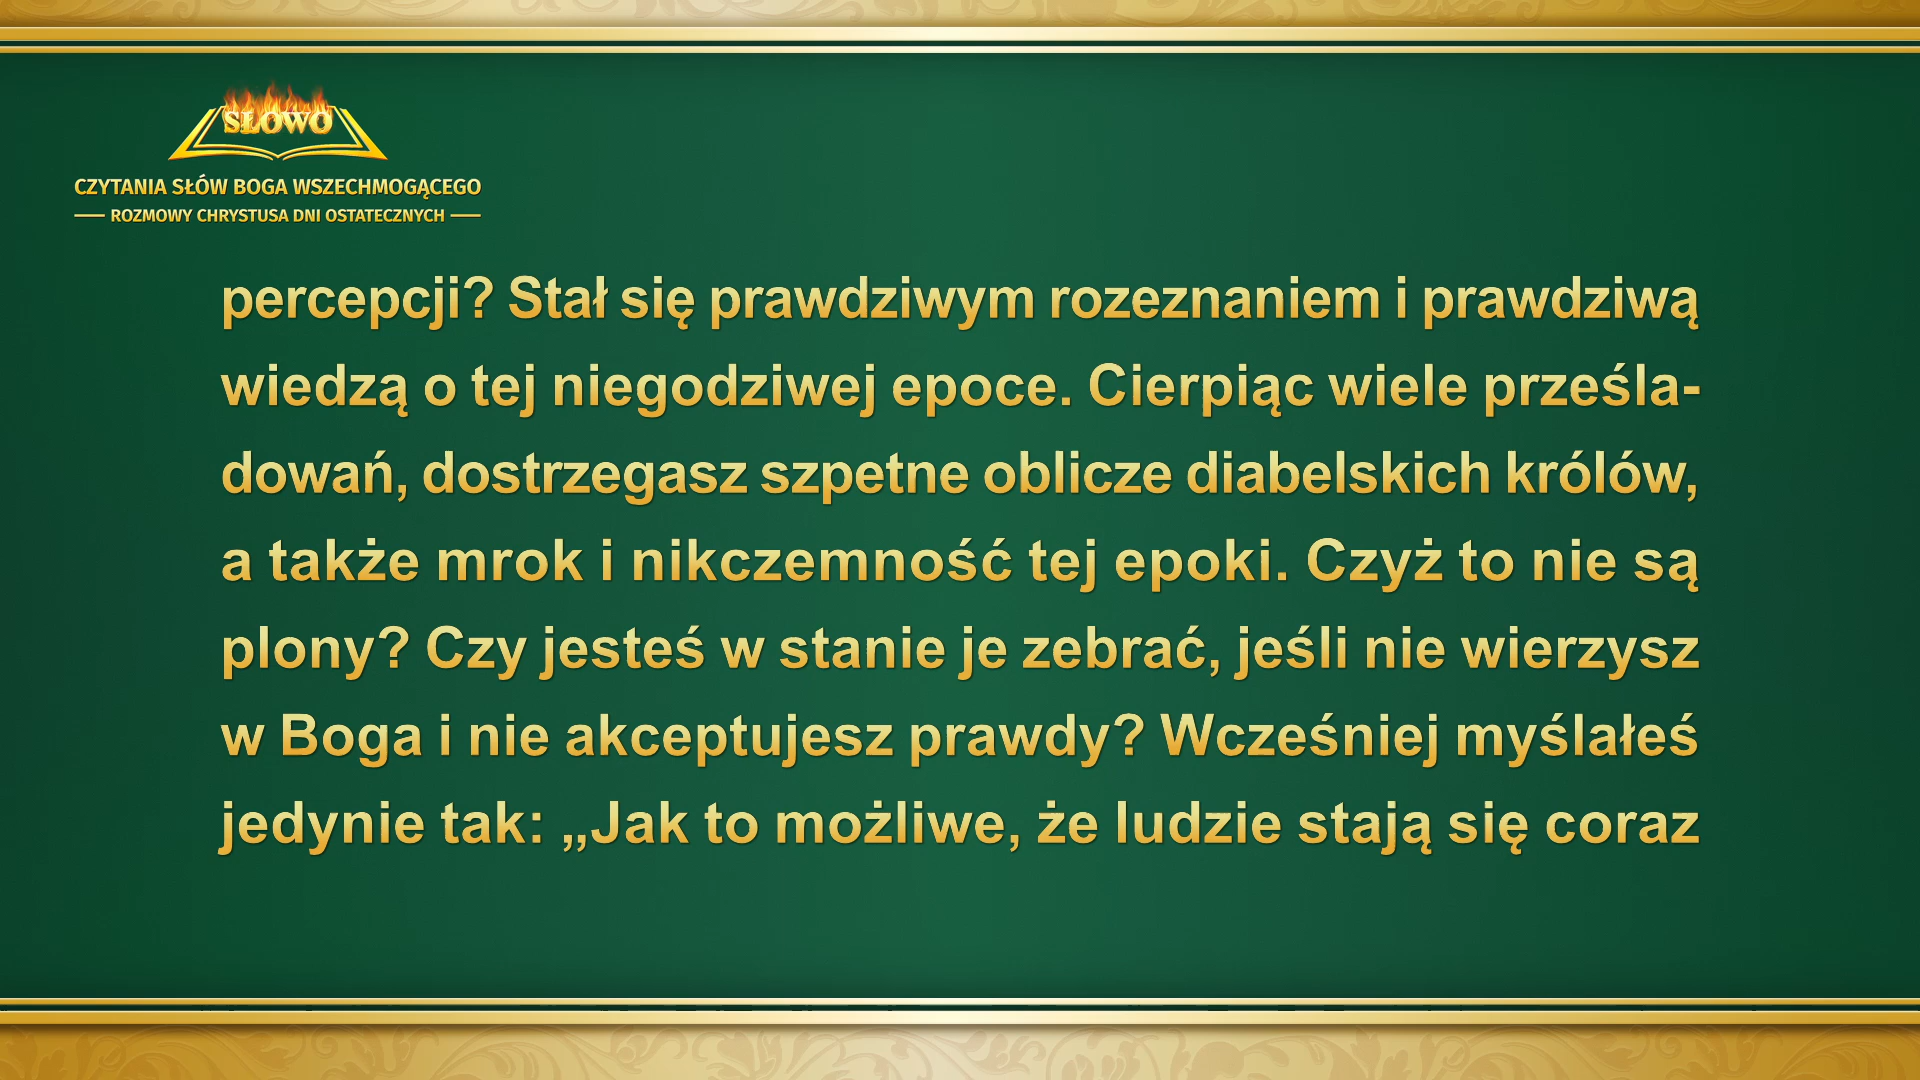 SŁOWO
CZYTANIA SŁÓW BOGA WSZECHMOGĄCEGO
ROZMOWY CHRYSTUSA DNI OSTATECZNYCH
percepcji? Stał się prawdziwym rozeznaniem i prawdziwą
wiedzą o tej niegodziwej epoce. Cierpiąc wiele prześla-
dowań, dostrzegasz szpetne oblicze diabelskich królów,
a także mrok i nikczemność tej epoki. Czyż to nie są
plony? Czy jesteś w stanie je zebrać, jeśli nie wierzysz
w Boga i nie akceptujesz prawdy? Wcześniej myślałeś
jedynie tak: „Jak to możliwe, że ludzie stają się coraz